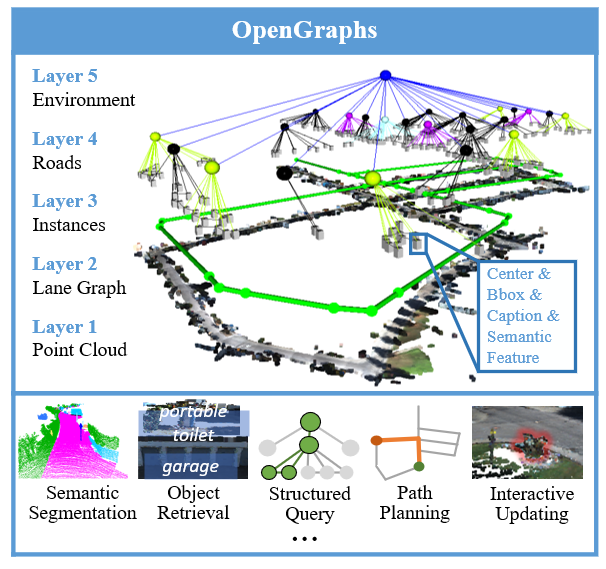 OpenGraphs
Layer 5
Environment
Layer 4
Roads
Layer 3
Instances
Layer 2
Lane Graph
Layer 1
Point Cloud
Center &
Bbox &
Caption &
Semantic
Feature
portable
toilet
garage
Semantic
Segmentation
Object
Retrieval
Structured
Query
Path
Planning
Interactive
Updating
...